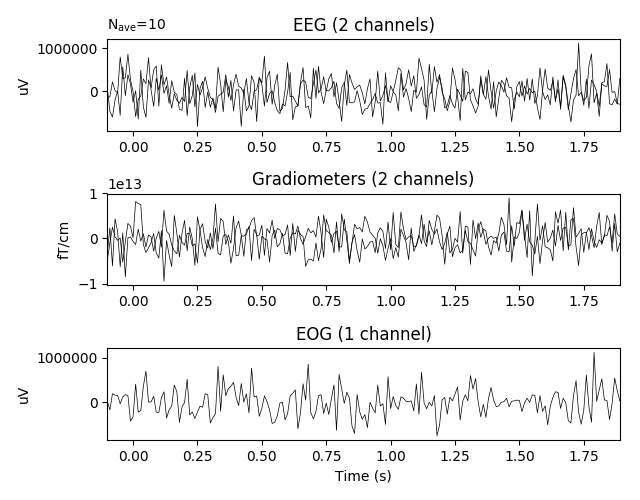 N_ave=10
EEG (2 channels)
1000000
0
uV
0.00 0.25 0.50 0.75 1.00 1.25 1.50 1.75
1e13
Gradiometers (2 channels)
1
0
−1
fT/cm
0.00 0.25 0.50 0.75 1.00 1.25 1.50 1.75
EOG (1 channel)
1000000
0
uV
0.00 0.25 0.50 0.75 1.00 1.25 1.50 1.75
Time (s)